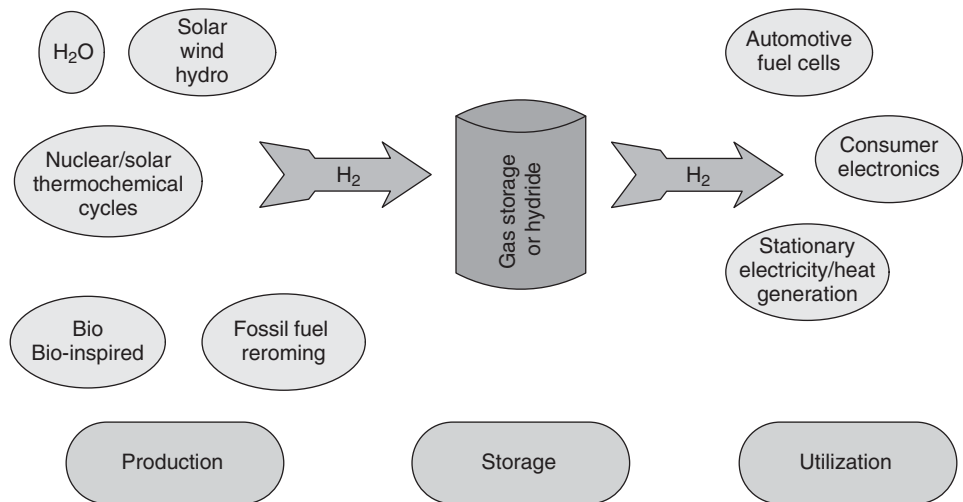 H₂O
Solar
wind
hydro
Nuclear/solar
thermochemical
cycles
Bio
Bio-inspired
Fossil fuel
reroming
H₂
Gas storage
or hydride
H₂
Automotive
fuel cells
Consumer
electronics
Stationary
electricity/heat
generation
Production
Storage
Utilization